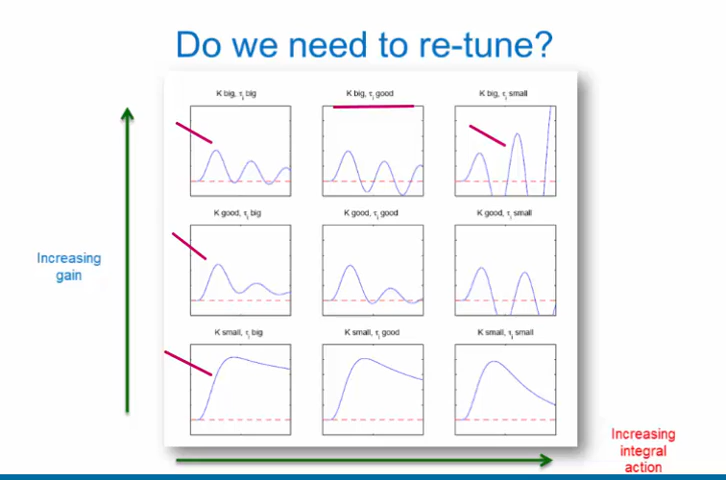 Do we need to re-tune?
K big, τi big
K big, τi good
K big, τi small
K good, τi big
K good, τi good
K good, τi small
K small, τi big
K small, τi good
K small, τi small
Increasing
gain
Increasing
integral
action